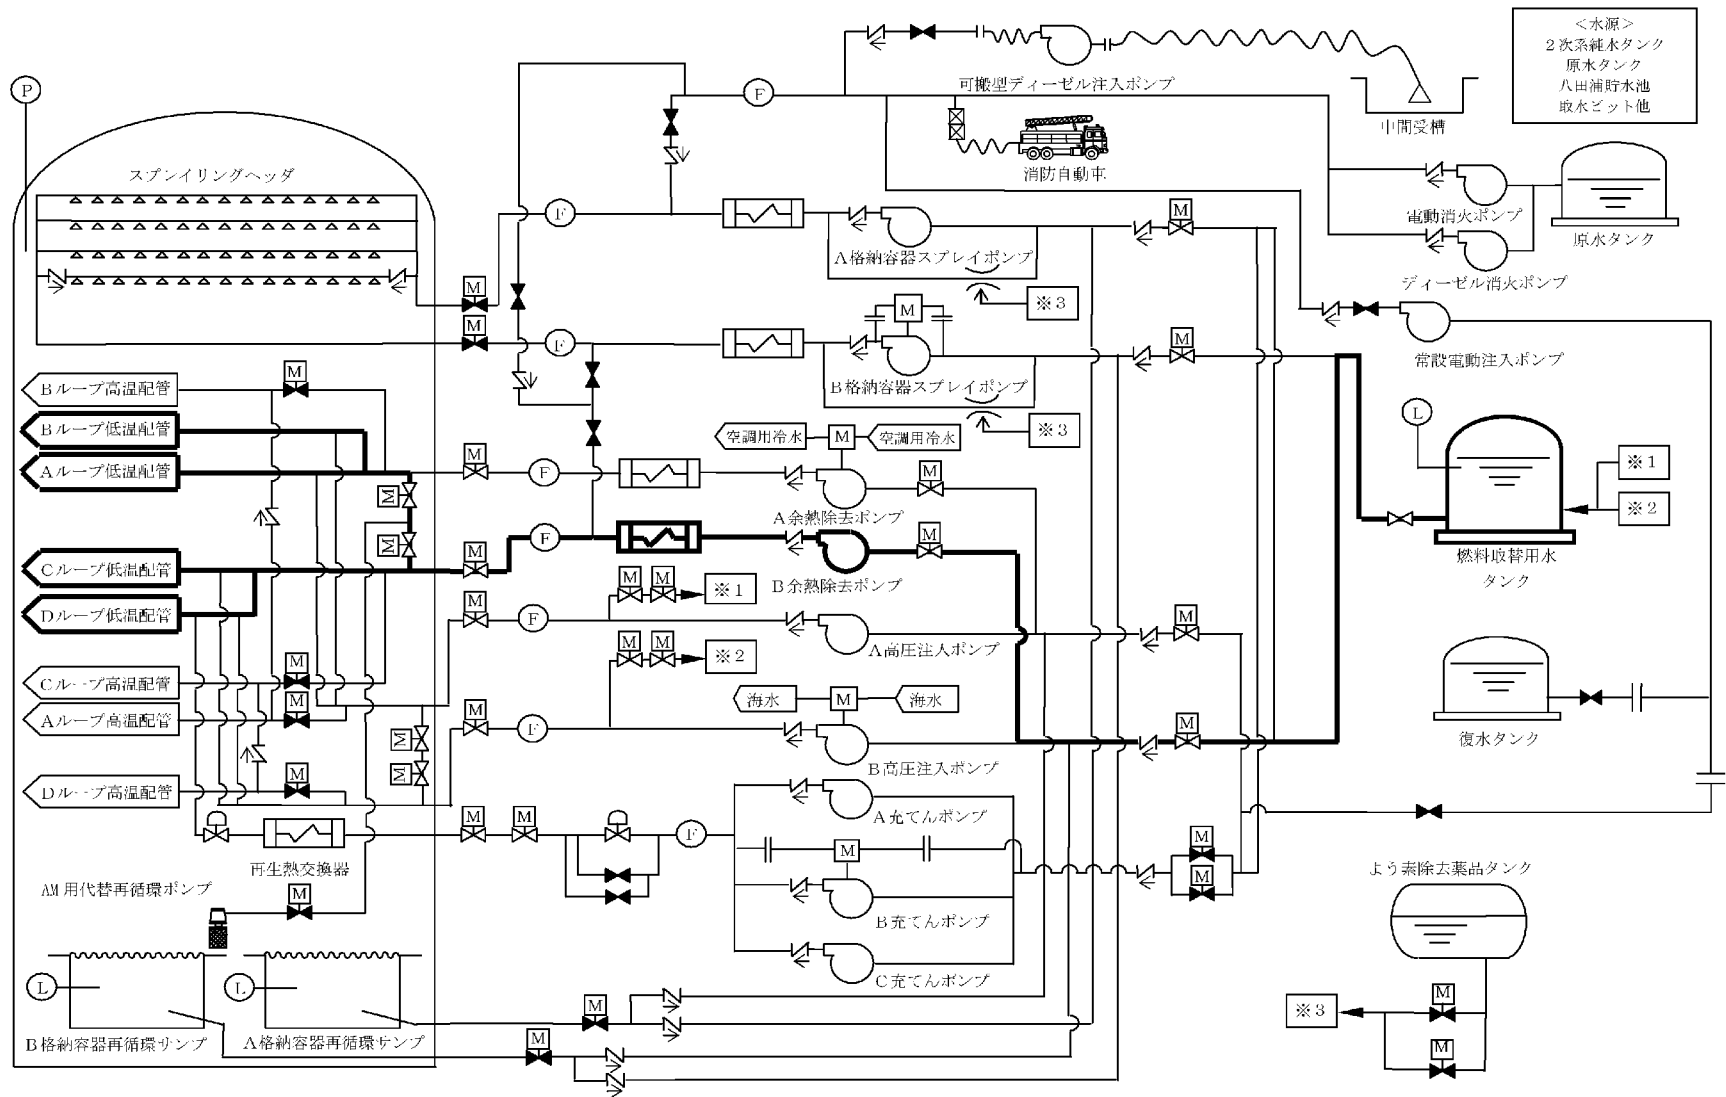 ＜水源＞
２次系純水タンク
原水タンク
八田浦貯水池
取水ピット他
P
F
可搬型ディーゼル注入ポンプ
中間受槽
消防自動車
スプンイリングヘッダ
電動消火ポンプ
原水タンク
ディーゼル消火ポンプ
F
M
A格納容器スプレイポンプ
※３
M
M
F
M
M
B格納容器スプレイポンプ
※３
常設電動注入ポンプ
Bループ高温配管
M
Bループ低温配管
Aループ低温配管
M
M
F
空調用冷水
M
空調用冷水
M
A余熱除去ポンプ
L
※１
※２
燃料取替用水
タンク
M
Cループ低温配管
M
F
M
B余熱除去ポンプ
Dループ低温配管
M
M
※１
M
F
A高圧注入ポンプ
M
M
M
※２
Cループ高温配管
M
Aループ高温配管
M
海水
M
海水
M
F
M
B高圧注入ポンプ
復水タンク
M
M
Dループ高温配管
M
A充てんポンプ
再生熱交換器
M
M
F
M
B充てんポンプ
M
M
C充てんポンプ
よう素除去薬品タンク
AM用代替再循環ポンプ
M
L
L
B格納容器再循環サンプ
A格納容器再循環サンプ
M
M
※３
M
M